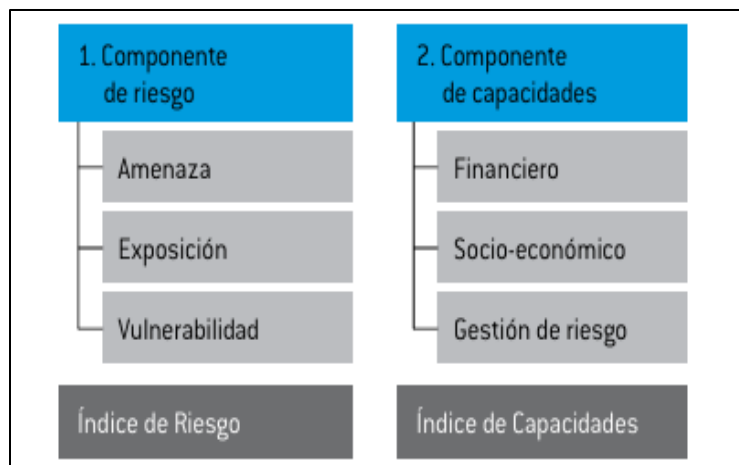 1. Componente
de riesgo
Amenaza
Exposición
Vulnerabilidad
Índice de Riesgo
2. Componente
de capacidades
Financiero
Socio-económico
Gestión de riesgo
Índice de Capacidades